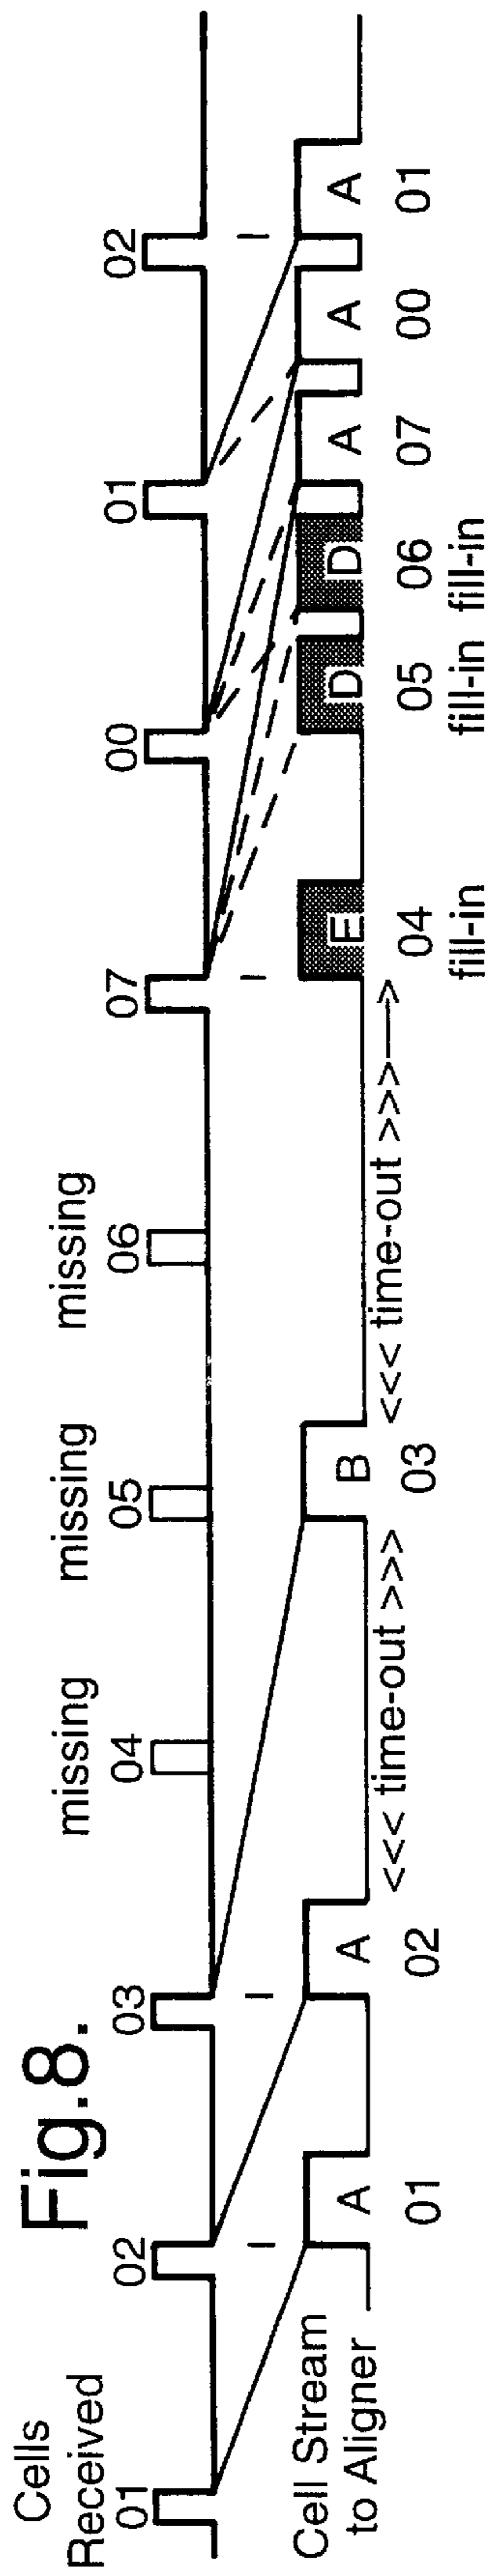 Fig.8.
Cells
Received
missing missing missing
01 02 03 04 05 06 07 00 01 02
Cell Stream
to Aligner
A A B E D D A A A
<<< time-out >>> <<< time-out >>>—>
01 02 03 04 05 06 07 00 01
fill-in fill-in fill-in